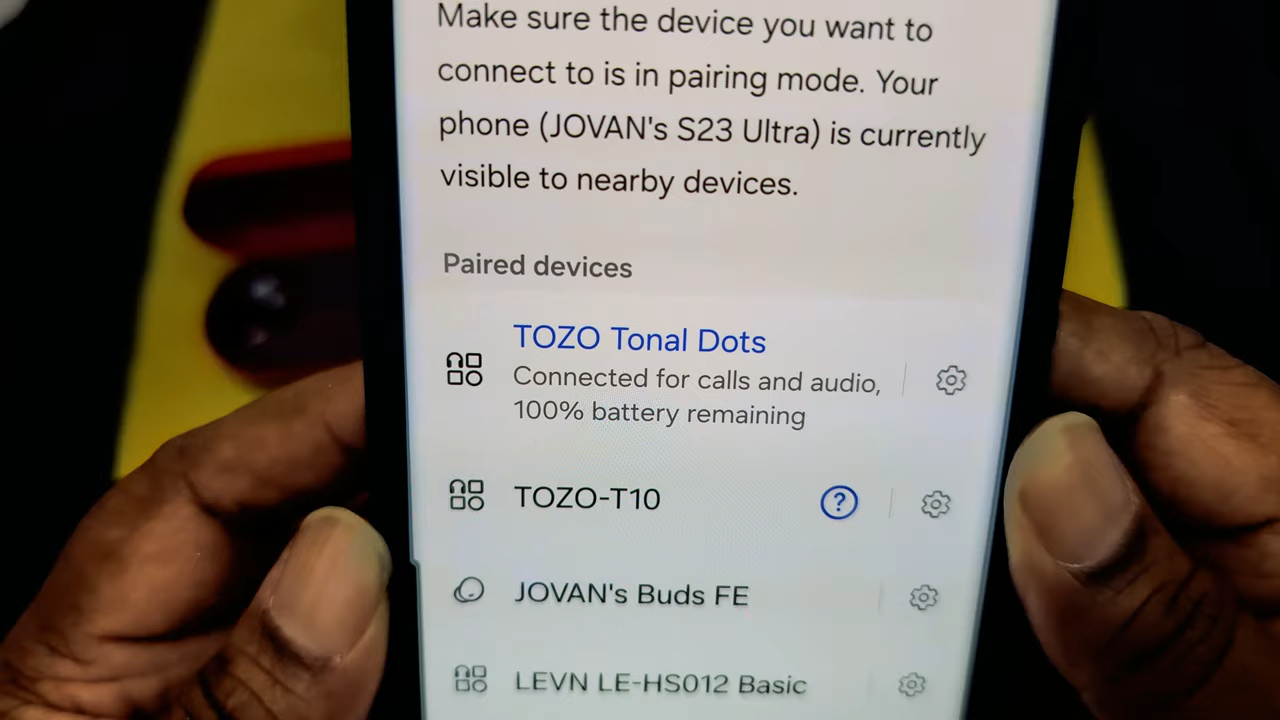 Make sure the device you want to
connect to is in pairing mode. Your
phone (JOVAN's S23 Ultra) is currently
visible to nearby devices.
Paired devices
TOZO Tonal Dots
Connected for calls and audio,
100% battery remaining
TOZO-T10
?
JOVAN's Buds FE
LEVN LE-HS012 Basic